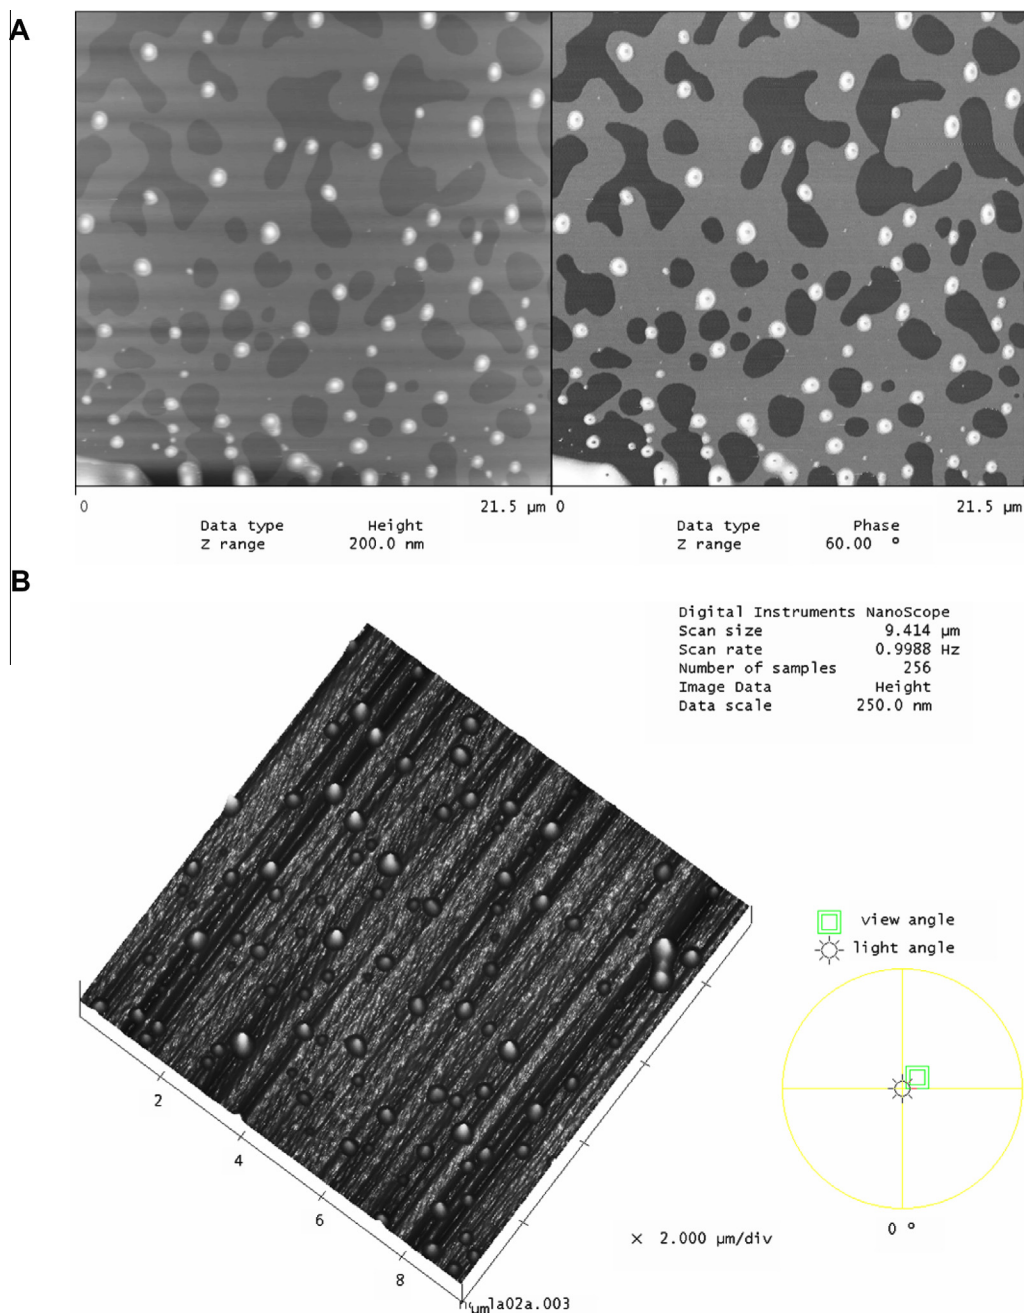 A
0 21.5 μm 0 21.5 μm
Data type Height Data type Phase
Z range 200.0 nm Z range 60.00 °
B
Digital Instruments NanoScope
Scan size 9.414 μm
Scan rate 0.9988 Hz
Number of samples 256
Image Data Height
Data scale 250.0 nm
view angle
light angle
2
4
6
8
0 °
X 2.000 μm/div
μm
1a02a.003